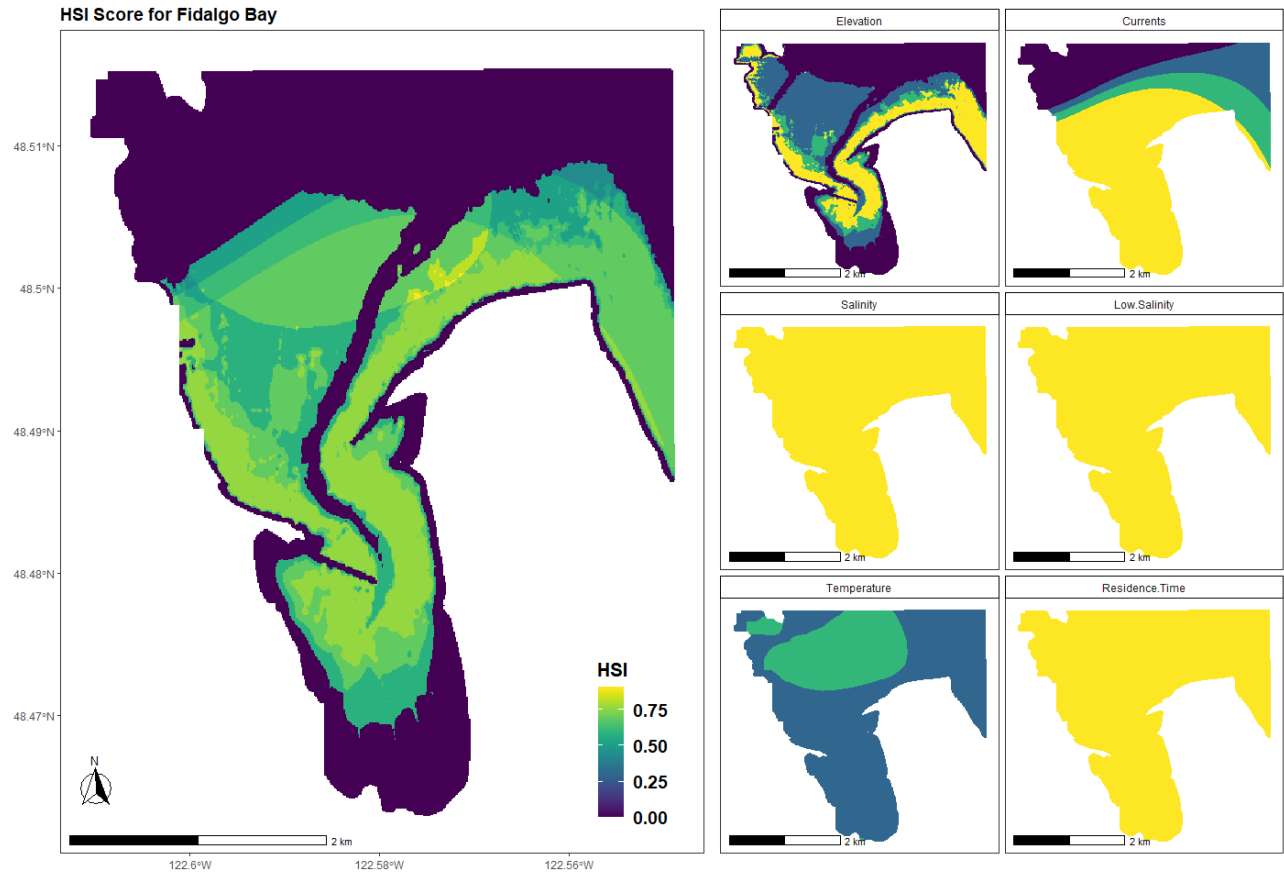 HSI Score for Fidalgo Bay
48.51°N
48.5°N
48.49°N
48.48°N
48.47°N
122.6°W
122.58°W
122.56°W
N
2 km
HSI
0.75
0.50
0.25
0.00
Elevation
2 km
Currents
2 km
Salinity
2 km
Low.Salinity
2 km
Temperature
2 km
Residence.Time
2 km